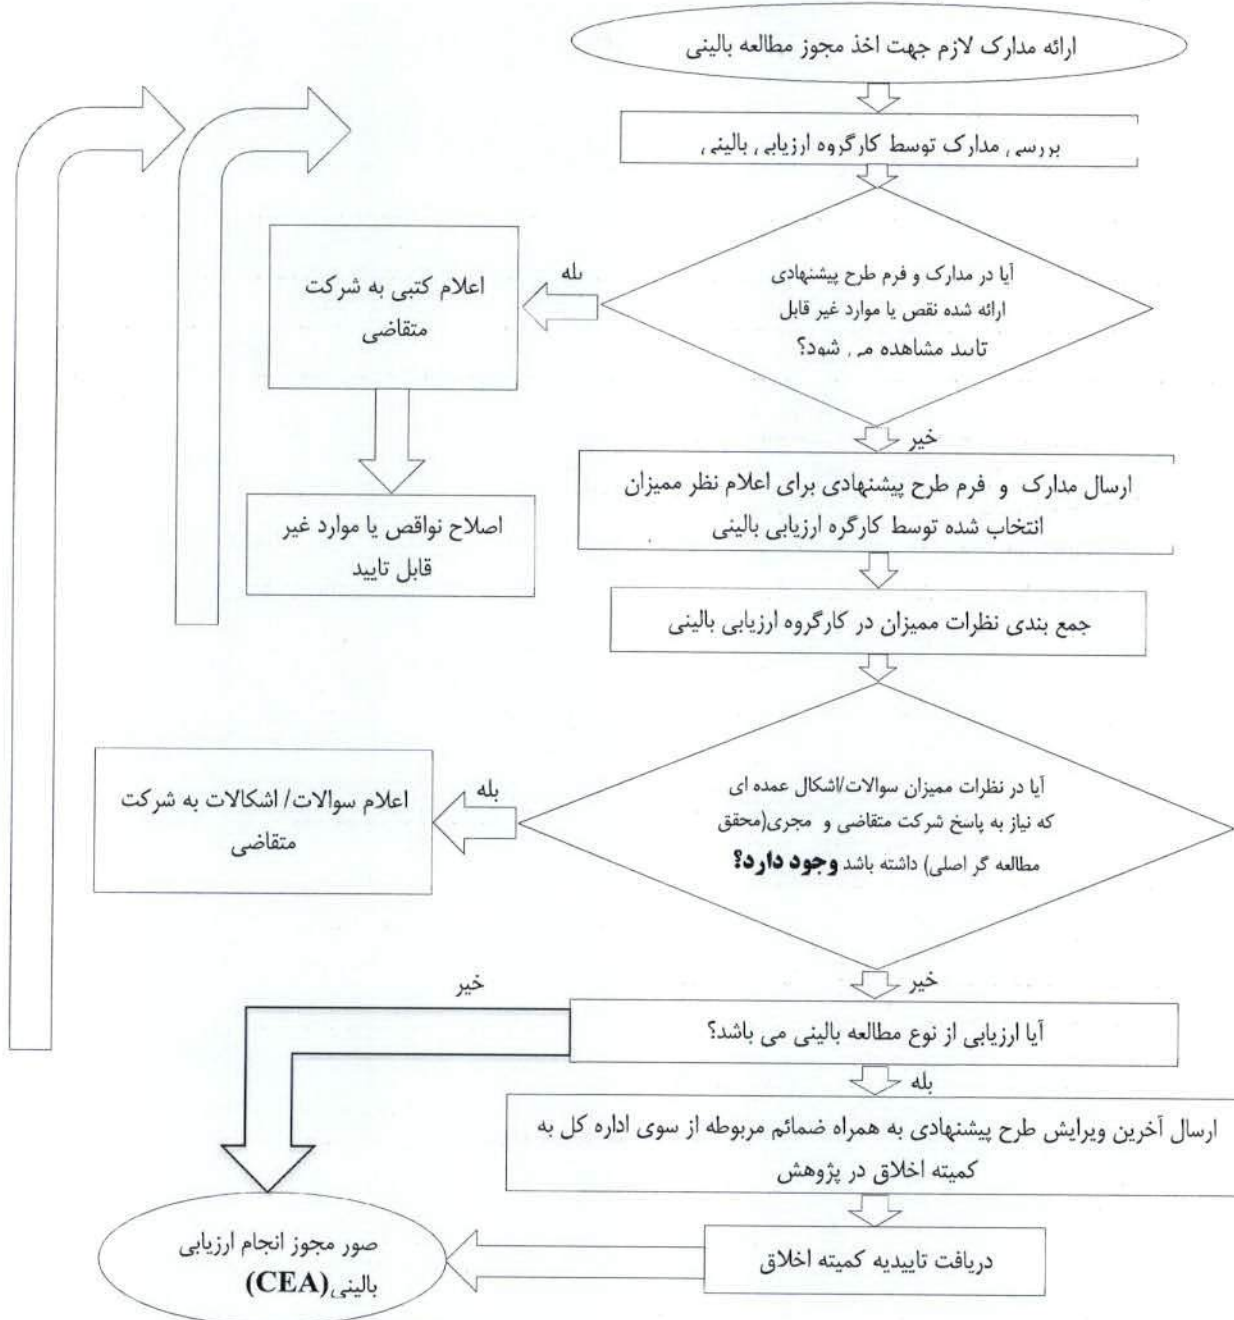 ارائه مدارک لازم جهت اخذ مجوز مطالعه بالینی
بررسی مدارک توسط کارگروه ارزیابی بالینی
آیا در مدارک و فرم طرح پیشنهادی
ارائه شده نقص یا موارد غیر قابل
تایید مشاهده می شود؟
بله
اعلام کتبی به شرکت
متقاضی
اصلاح نواقص یا موارد غیر
قابل تایید
خیر
ارسال مدارک و فرم طرح پیشنهادی برای اعلام نظر ممیزان
انتخاب شده توسط کارگره ارزیابی بالینی
جمع بندی نظرات ممیزان در کارگروه ارزیابی بالینی
آیا در نظرات ممیزان سوالات/اشکال عمده ای
که نیاز به پاسخ شرکت متقاضی و مجری(محقق
مطالعه گر اصلی) داشته باشد وجود دارد؟
بله
اعلام سوالات/ اشکالات به شرکت
متقاضی
خیر
آیا ارزیابی از نوع مطالعه بالینی می باشد؟
خیر
بله
ارسال آخرین ویرایش طرح پیشنهادی به همراه ضمائم مربوطه از سوی اداره کل به
کمیته اخلاق در پژوهش
دریافت تاییدیه کمیته اخلاق
صور مجوز انجام ارزیابی
بالینی(CEA)